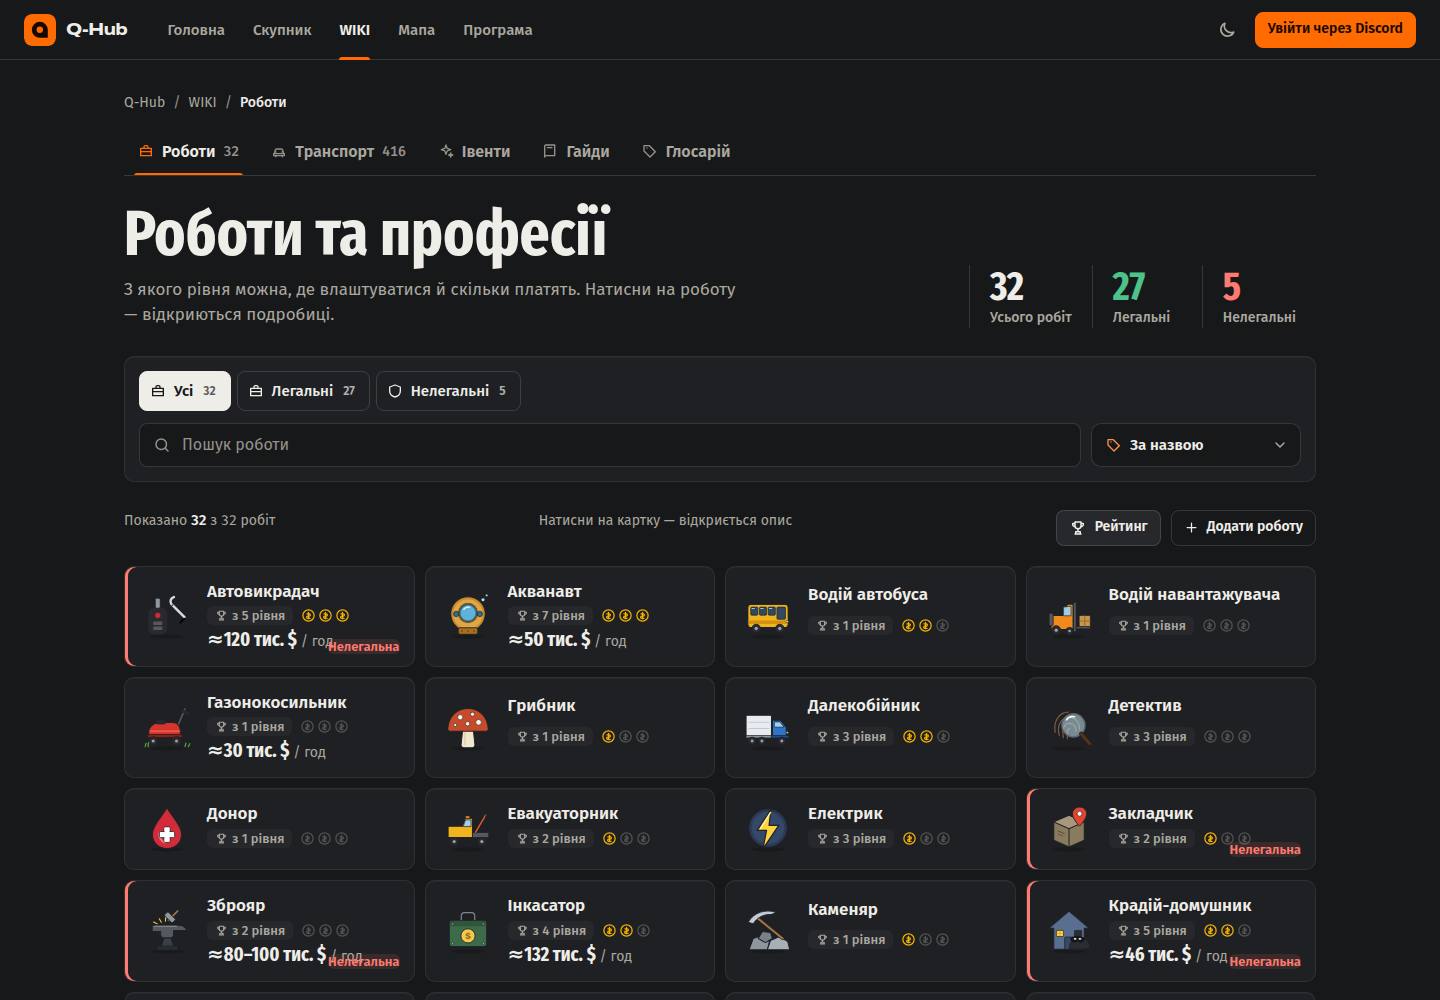 Q-Hub Головна Скупник WIKI Мапа Програма Увійти через Discord
Q-Hub / WIKI / Роботи
Роботи 32 Транспорт 416 Івенти Гайди Глосарій
Роботи та професії
З якого рівня можна, де влаштуватися й скільки платять. Натисни на роботу
— відкриються подробиці.
32 27 5
Усього робіт Легальні Нелегальні
Усі 32 Легальні 27 Нелегальні 5
Пошук роботи За назвою
Показано 32 з 32 робіт Натисни на картку — відкриється опис Рейтинг Додати роботу
Автовикрадач
з 5 рівня
≈120 тис. $ / год
Нелегальна
Акванавт
з 7 рівня
≈50 тис. $ / год
Водій автобуса
з 1 рівня
Водій навантажувача
з 1 рівня
Газонокосильник
з 1 рівня
≈30 тис. $ / год
Грибник
з 1 рівня
Далекобійник
з 3 рівня
Детектив
з 3 рівня
Донор
з 1 рівня
Евакуаторник
з 2 рівня
Електрик
з 3 рівня
Закладчик
з 2 рівня
Нелегальна
Зброяр
з 2 рівня
≈80–100 тис. $ / год
Нелегальна
Інкасатор
з 4 рівня
≈132 тис. $ / год
Каменяр
з 1 рівня
Крадій-домушник
з 5 рівня
≈46 тис. $ / год
Нелегальна